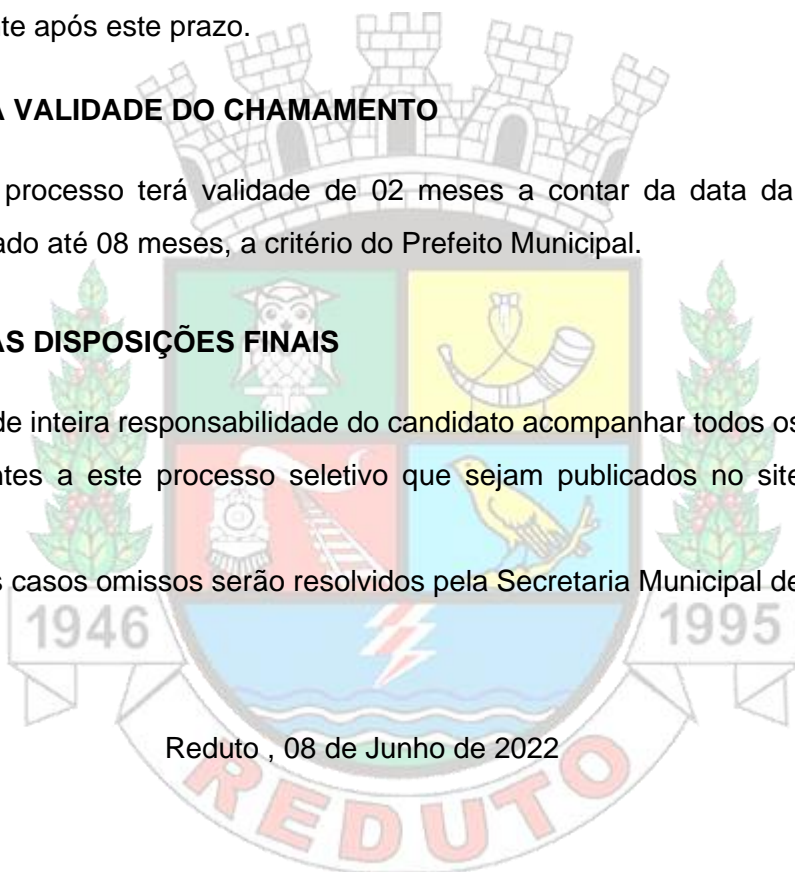 te após este prazo.
A VALIDADE DO CHAMAMENTO
processo terá validade de 02 meses a contar da data da
ado até 08 meses, a critério do Prefeito Municipal.
AS DISPOSIÇÕES FINAIS
de inteira responsabilidade do candidato acompanhar todos os
ntes a este processo seletivo que sejam publicados no site
s casos omissos serão resolvidos pela Secretaria Municipal de
1946 1995
Reduto , 08 de Junho de 2022
REDUTO